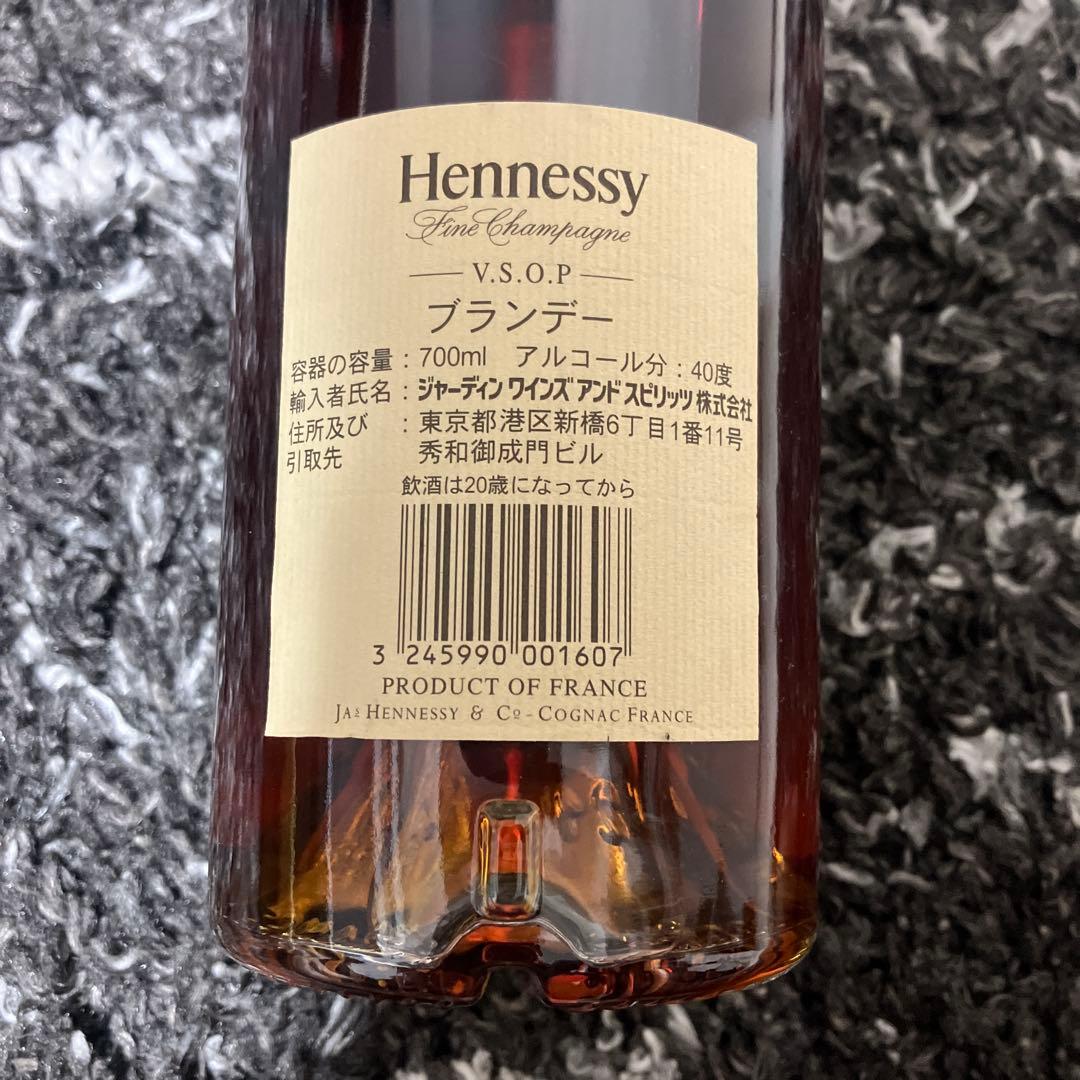 Hennessy
Fine Champagne
V.S.O.P
ブランデー
容器の容量：700ml アルコール分：40度
輸入者氏名：ジャーディン ワインズ アンド スピリッツ 株式会社
住所及び ：東京都港区新橋6丁目1番11号
引取先 秀和御成門ビル
飲酒は20歳になってから
3 245990 001607
PRODUCT OF FRANCE
JAs HENNESSY & Co - COGNAC FRANCE